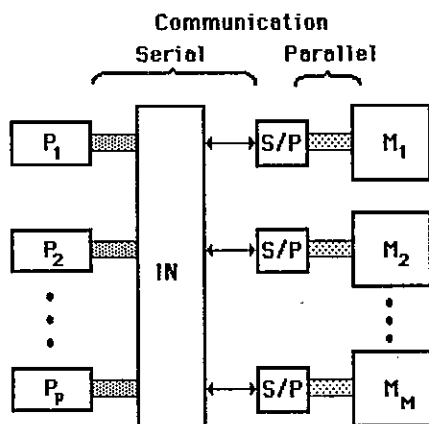 Communication
Serial Parallel
P1 S/P M1
P2 IN S/P M2
Pp S/P MM